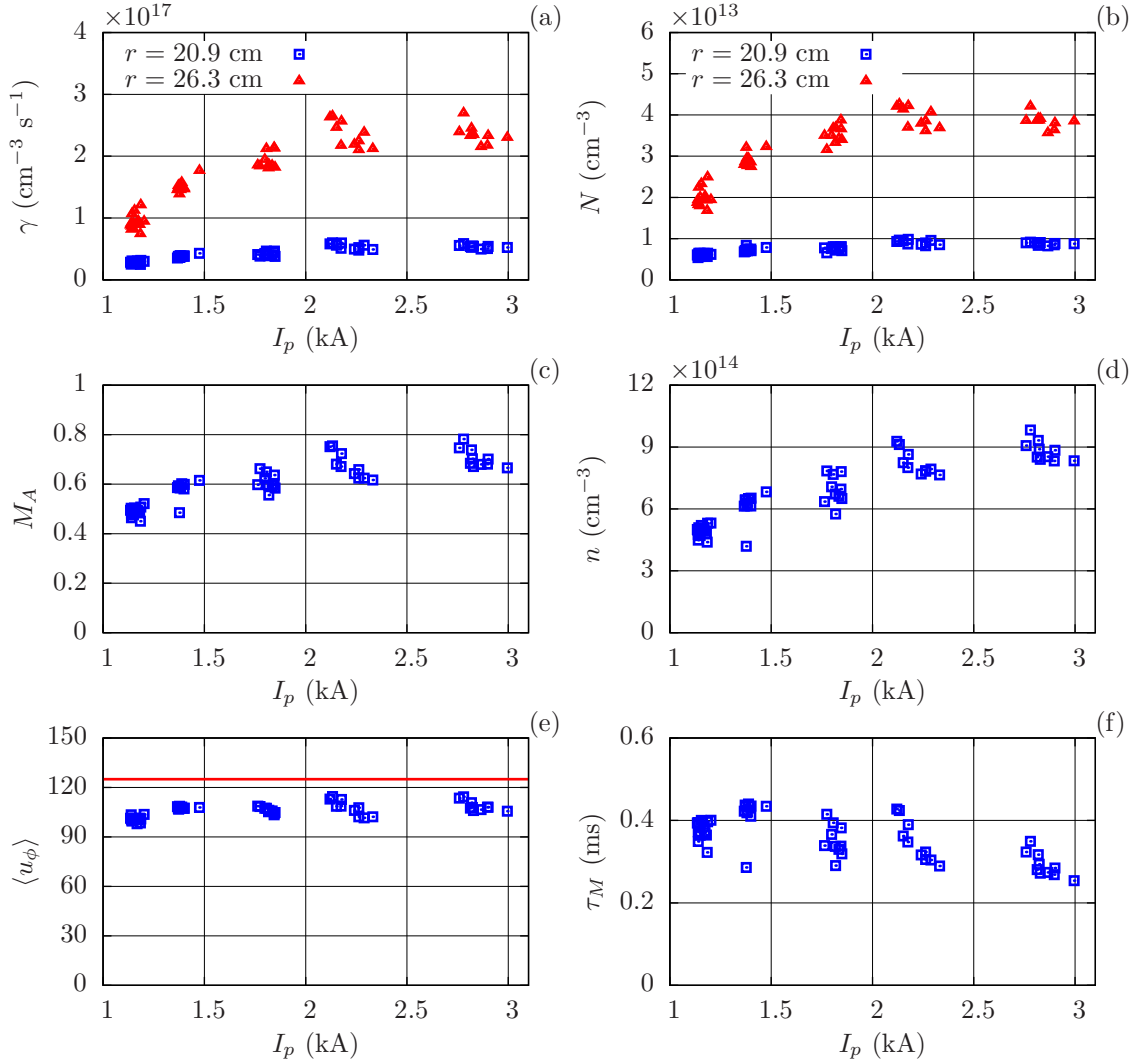 ×10^17 (a)
r = 20.9 cm
r = 26.3 cm
γ (cm^−3 s^−1)
4
3
2
1
0
1 1.5 2 2.5 3
I_p (kA)
×10^13 (b)
r = 20.9 cm
r = 26.3 cm
N (cm^−3)
6
5
4
3
2
1
0
1 1.5 2 2.5 3
I_p (kA)
(c)
M_A
1
0.8
0.6
0.4
0.2
0
1 1.5 2 2.5 3
I_p (kA)
×10^14 (d)
n (cm^−3)
12
9
6
3
0
1 1.5 2 2.5 3
I_p (kA)
(e)
⟨u_ϕ⟩
150
120
90
60
30
0
1 1.5 2 2.5 3
I_p (kA)
(f)
τ_M (ms)
0.6
0.4
0.2
0
1 1.5 2 2.5 3
I_p (kA)